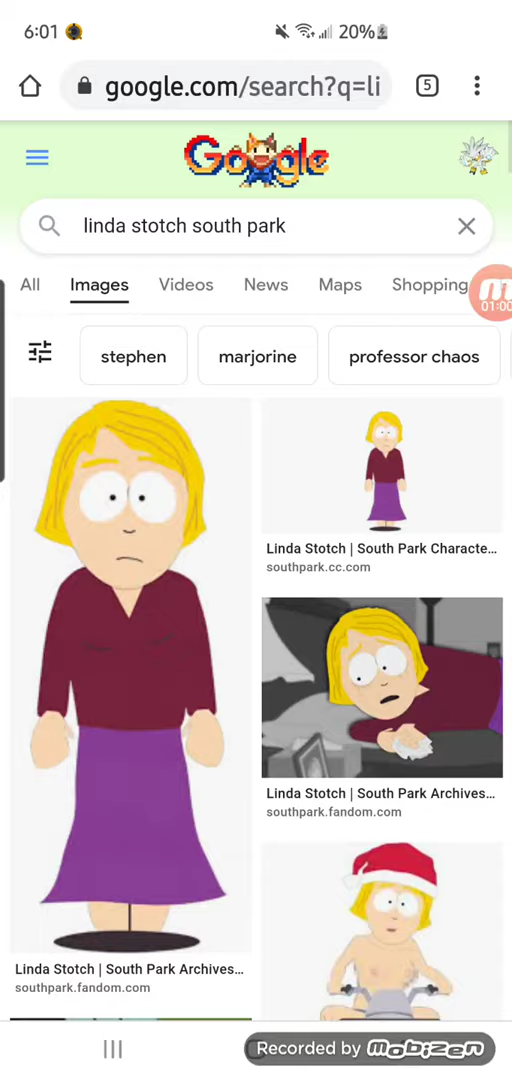 6:01
20%
google.com/search?q=li
5
Google
linda stotch south park
All Images Videos News Maps Shopping
01:00
stephen marjorine professor chaos
Linda Stotch | South Park Characte...
southpark.cc.com
Linda Stotch | South Park Archives...
southpark.fandom.com
Linda Stotch | South Park Archives...
southpark.fandom.com
Recorded by mobizen